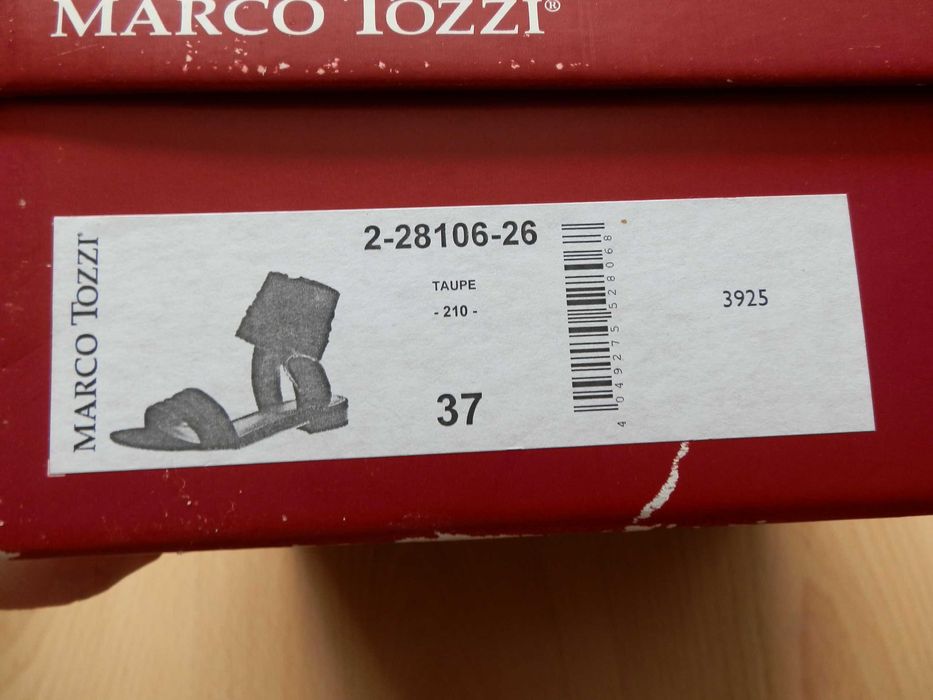 MARCO TOZZI®
MARCO TOZZI
2-28106-26
TAUPE
- 210 -
37
4 049275 528068
3925